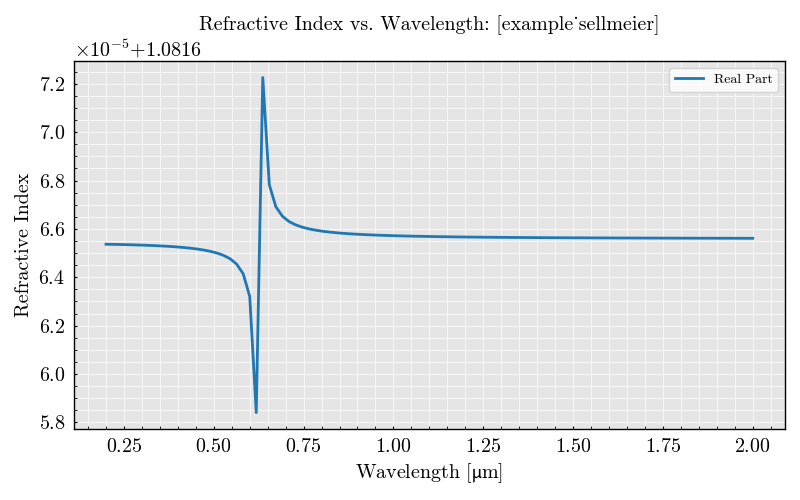 Refractive Index vs. Wavelength: [example˙sellmeier]
×10⁻⁵+1.0816
Real Part
7.2
7.0
6.8
6.6
6.4
6.2
6.0
5.8
Refractive Index
0.25 0.50 0.75 1.00 1.25 1.50 1.75 2.00
Wavelength [µm]